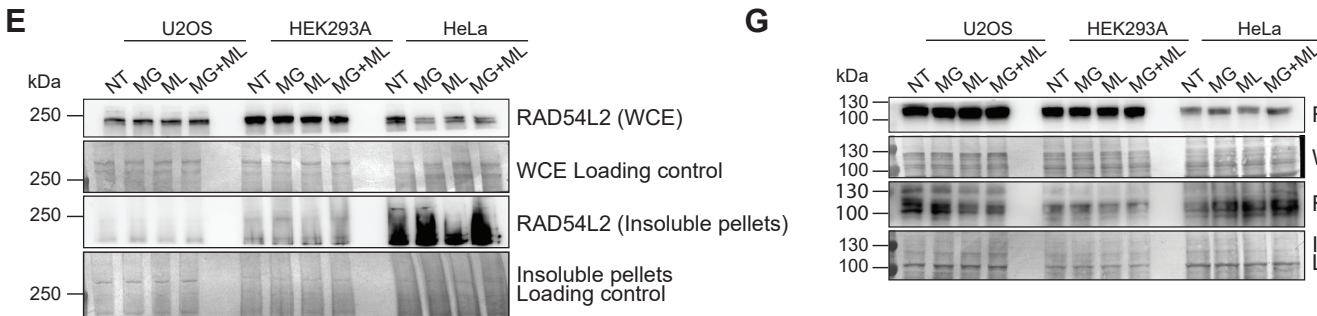 E
U2OS HEK293A HeLa
kDa NT MG ML MG+ML NT MG ML MG+ML NT MG ML MG+ML
250 RAD54L2 (WCE)
250 WCE Loading control
250 RAD54L2 (Insoluble pellets)
Insoluble pellets
250 Loading control
G
U2OS HEK293A HeLa
kDa NT MG ML MG+ML NT MG ML MG+ML NT MG ML MG+ML
130
100
130
100
130
100
130
100